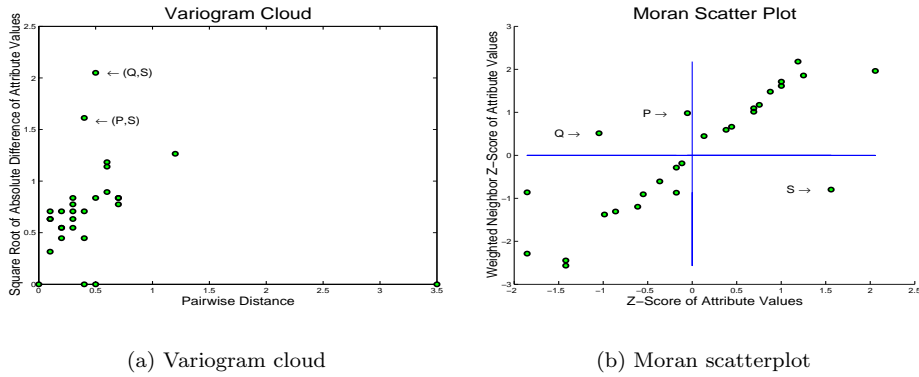 Variogram Cloud
Square Root of Absolute Difference of Attribute Values
2.5
2
1.5
1
0.5
0
← (Q,S)
← (P,S)
0 0.5 1 1.5 2 2.5 3 3.5
Pairwise Distance
(a) Variogram cloud
Moran Scatter Plot
Weighted Neighbor Z−Score of Attribute Values
3
2
1
0
−1
−2
−3
P →
Q →
S →
−2 −1.5 −1 −0.5 0 0.5 1 1.5 2 2.5
Z−Score of Attribute Values
(b) Moran scatterplot